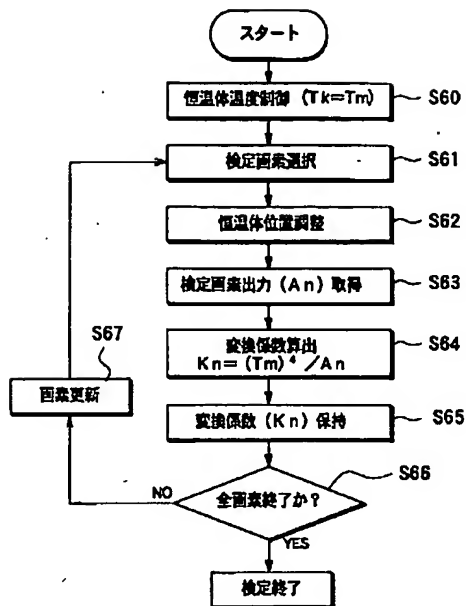 スタート
恒温体温度制御 (Tk=Tm)
S60
検定画素選択
S61
恒温体位置調整
S62
検定画素出力 (An) 取得
S63
変換係数算出
Kn=(Tm)⁴/An
S64
変換係数 (Kn) 保持
S65
全画素終了か?
S66
NO
YES
画素更新
S67
検定終了